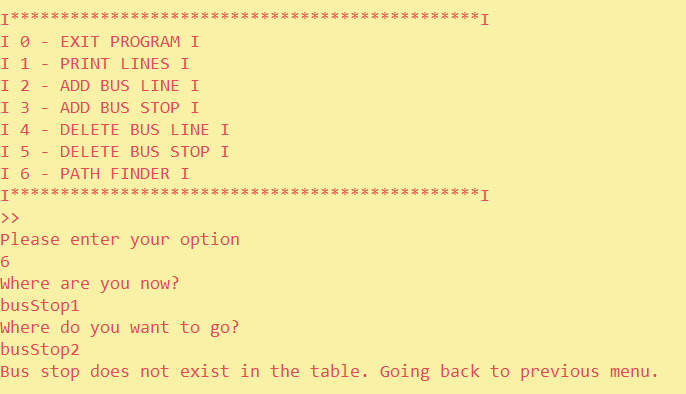 I***********************************************I
I 0 - EXIT PROGRAM I
I 1 - PRINT LINES I
I 2 - ADD BUS LINE I
I 3 - ADD BUS STOP I
I 4 - DELETE BUS LINE I
I 5 - DELETE BUS STOP I
I 6 - PATH FINDER I
I***********************************************I
>>
Please enter your option
6
Where are you now?
busStop1
Where do you want to go?
busStop2
Bus stop does not exist in the table. Going back to previous menu.